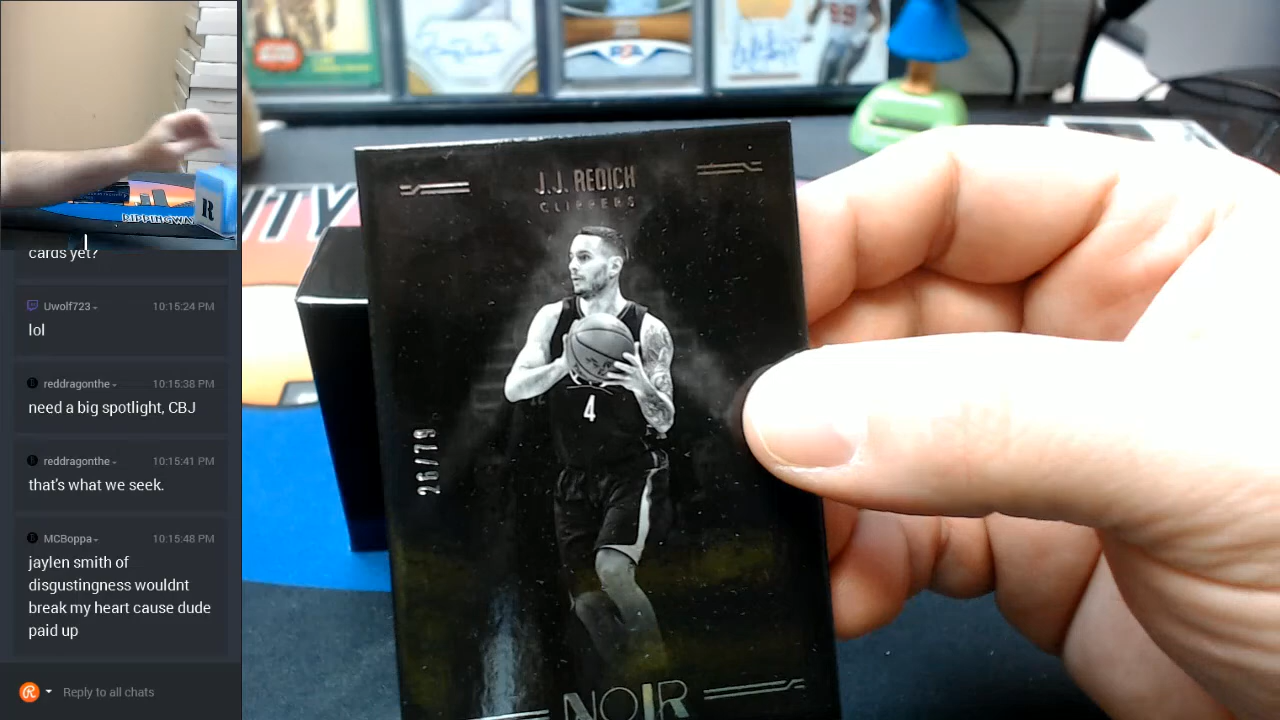 cards yet?
Uwolf723
10:15:24 PM
lol
reddragonthe
10:15:38 PM
need a big spotlight, CBJ
reddragonthe
10:15:41 PM
that's what we seek.
MCBoppa
10:15:48 PM
jaylen smith of
disgustingness wouldnt
break my heart cause dude
paid up
Reply to all chats
R
ITY
J.J. REDICK
CLIPPERS
4
26/79
NOIR